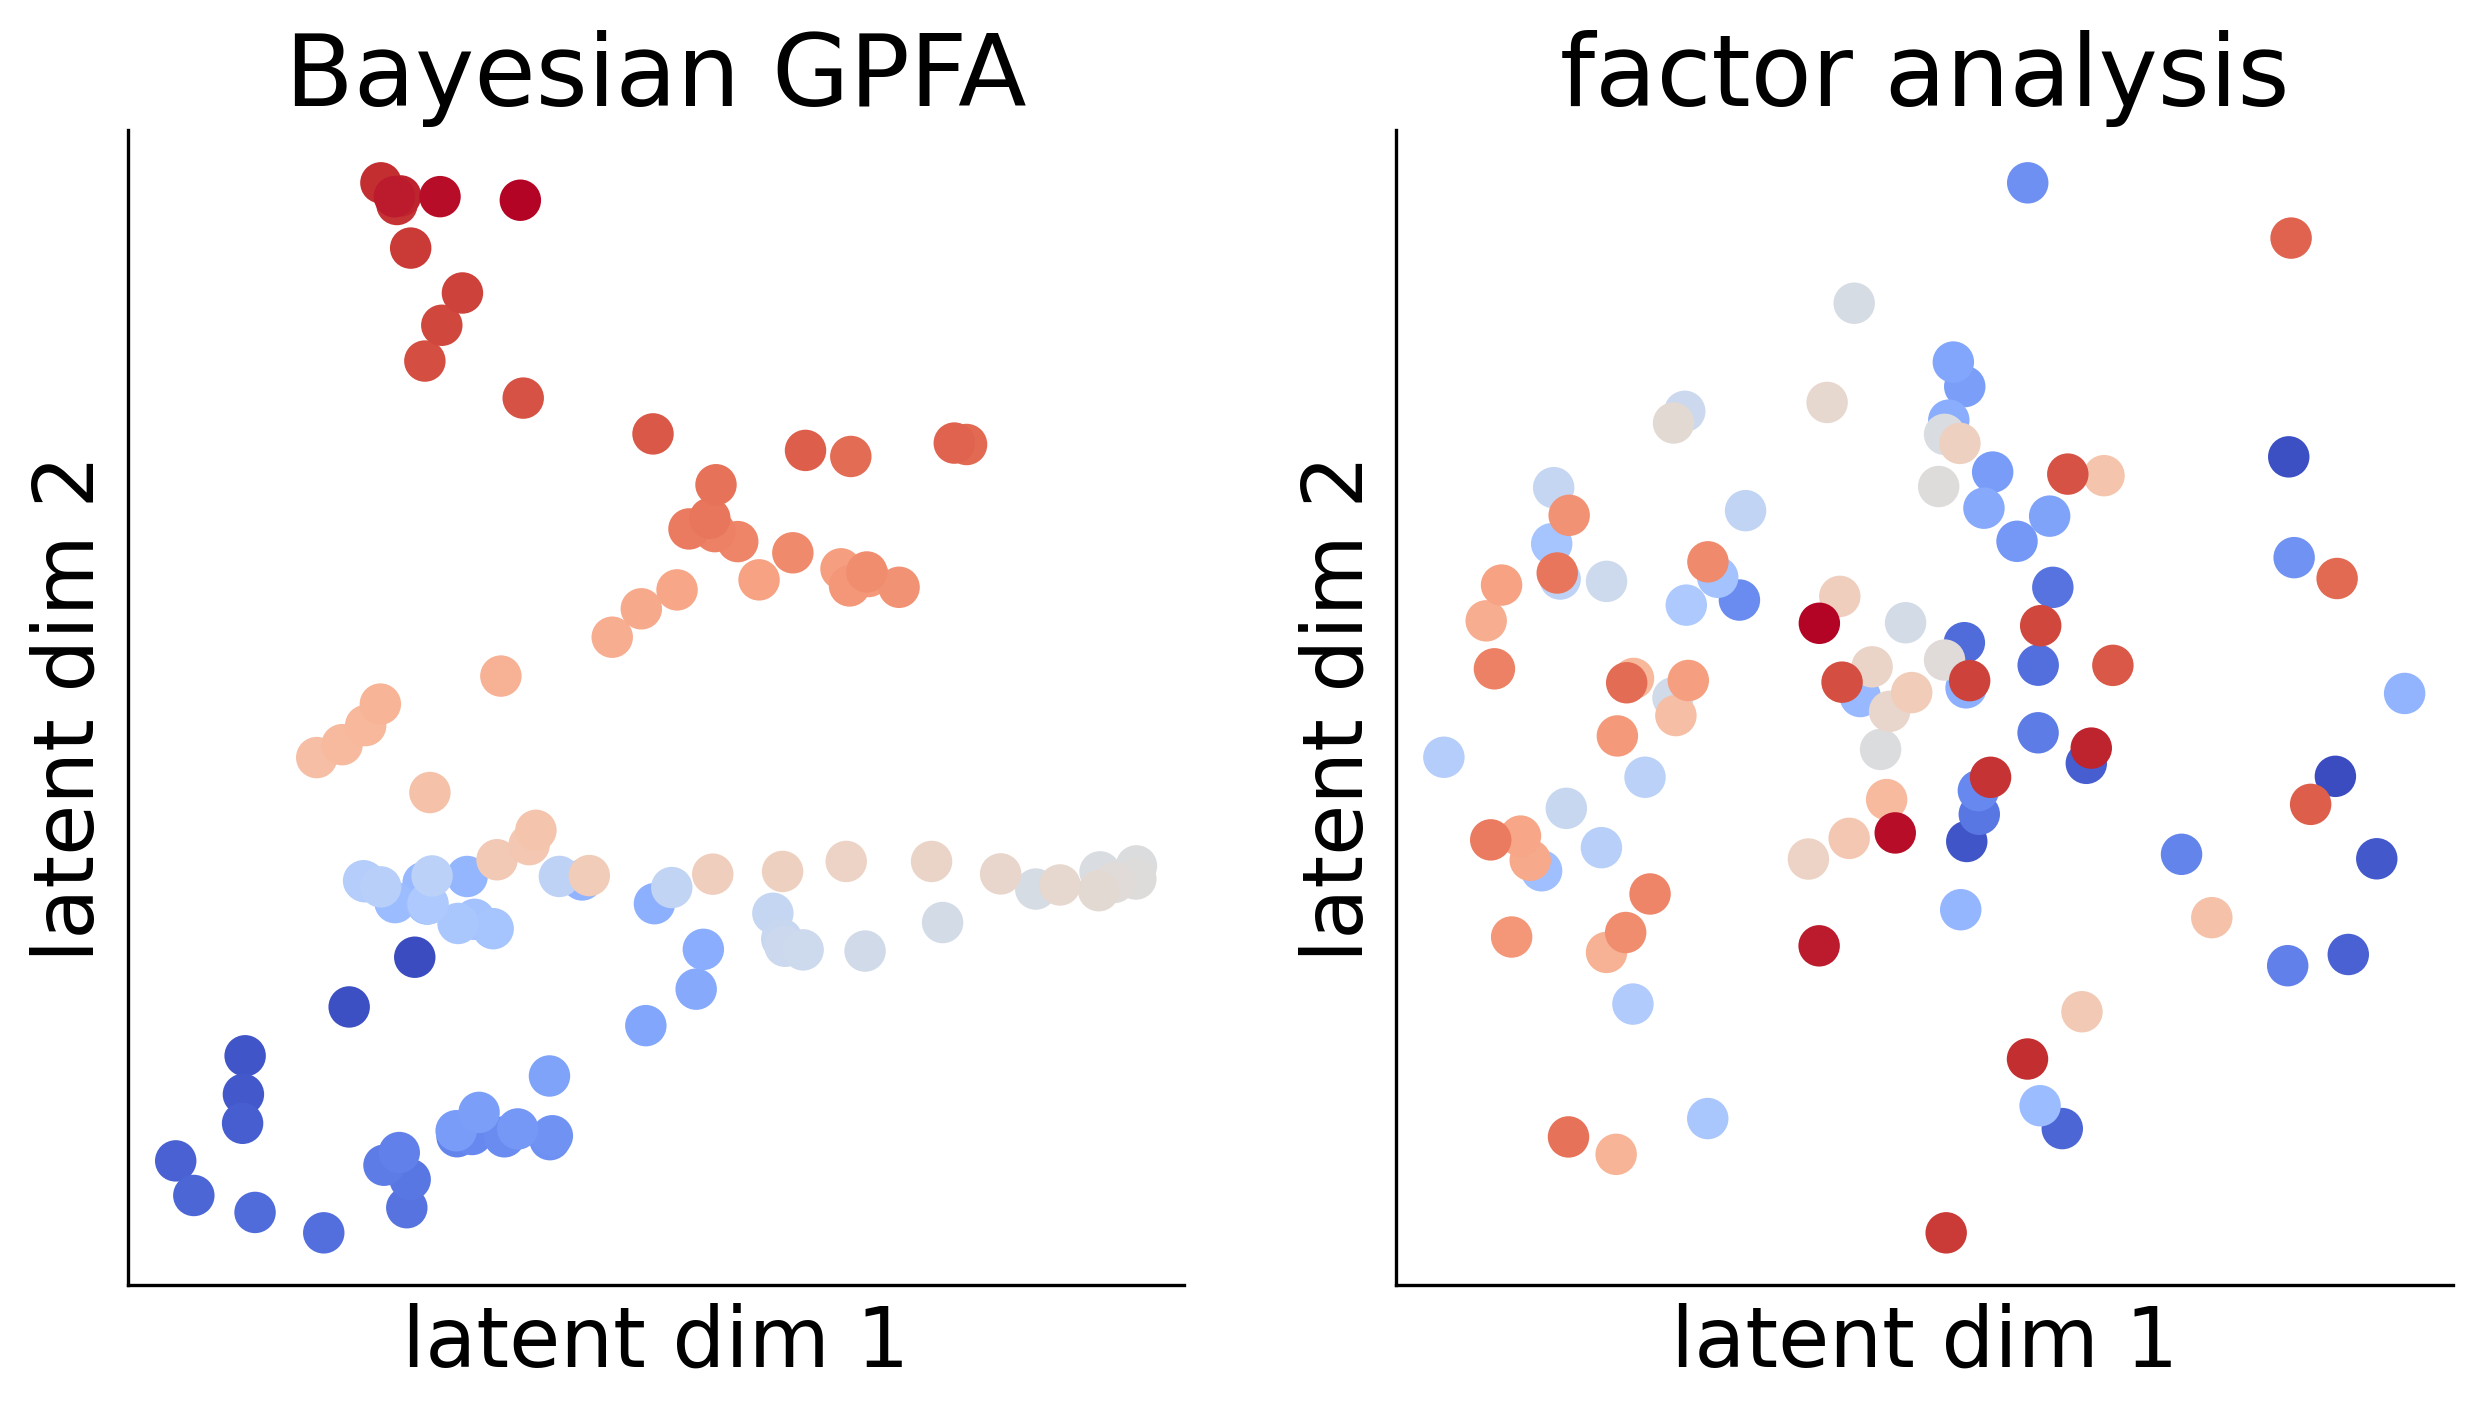 Bayesian GPFA
factor analysis
latent dim 2
latent dim 1
latent dim 2
latent dim 1